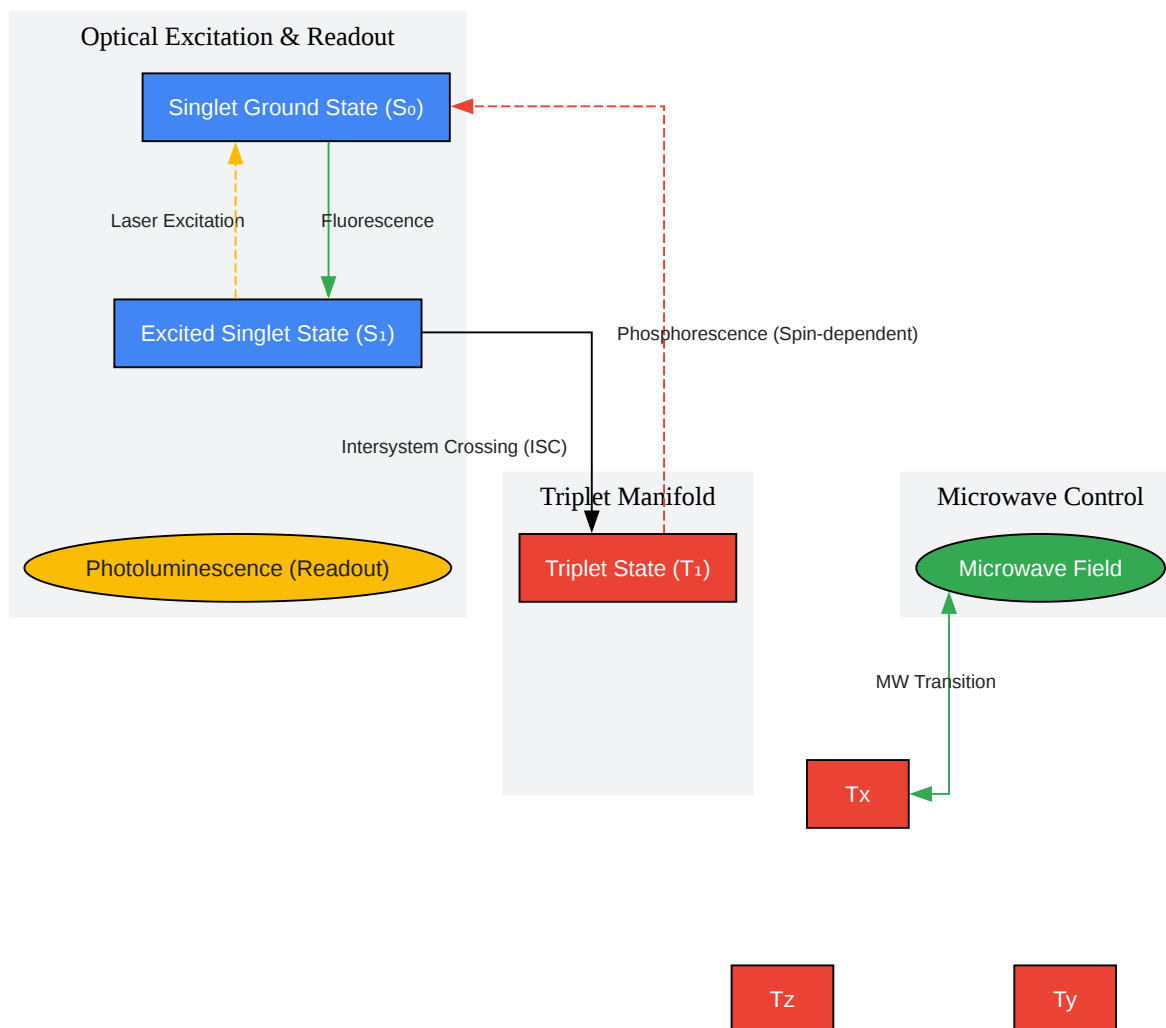 Optical Excitation & Readout
Singlet Ground State (S₀)
Laser Excitation
Fluorescence
Excited Singlet State (S₁)
Phosphorescence (Spin-dependent)
Intersystem Crossing (ISC)
Triplet Manifold
Microwave Control
Photoluminescence (Readout)
Triplet State (T₁)
Microwave Field
MW Transition
Tx
Tz
Ty